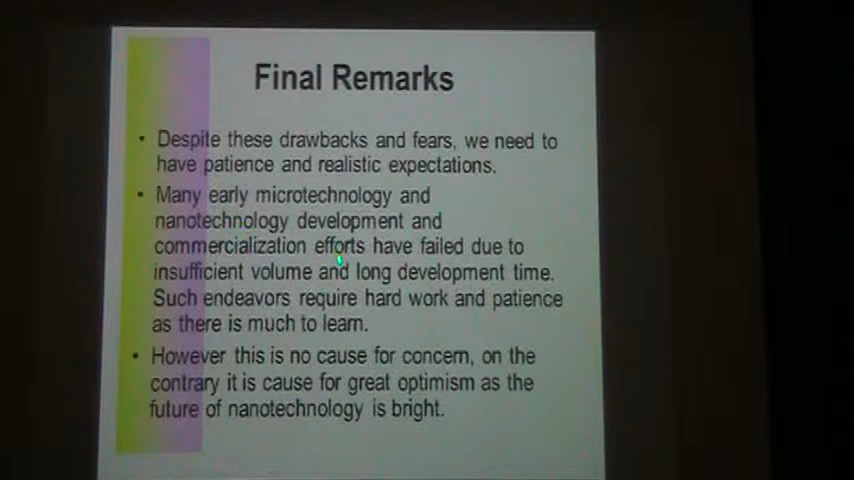 Final Remarks
• Despite these drawbacks and fears, we need to
have patience and realistic expectations.
• Many early microtechnology and
nanotechnology development and
commercialization efforts have failed due to
insufficient volume and long development time.
Such endeavors require hard work and patience
as there is much to learn.
• However this is no cause for concern, on the
contrary it is cause for great optimism as the
future of nanotechnology is bright.